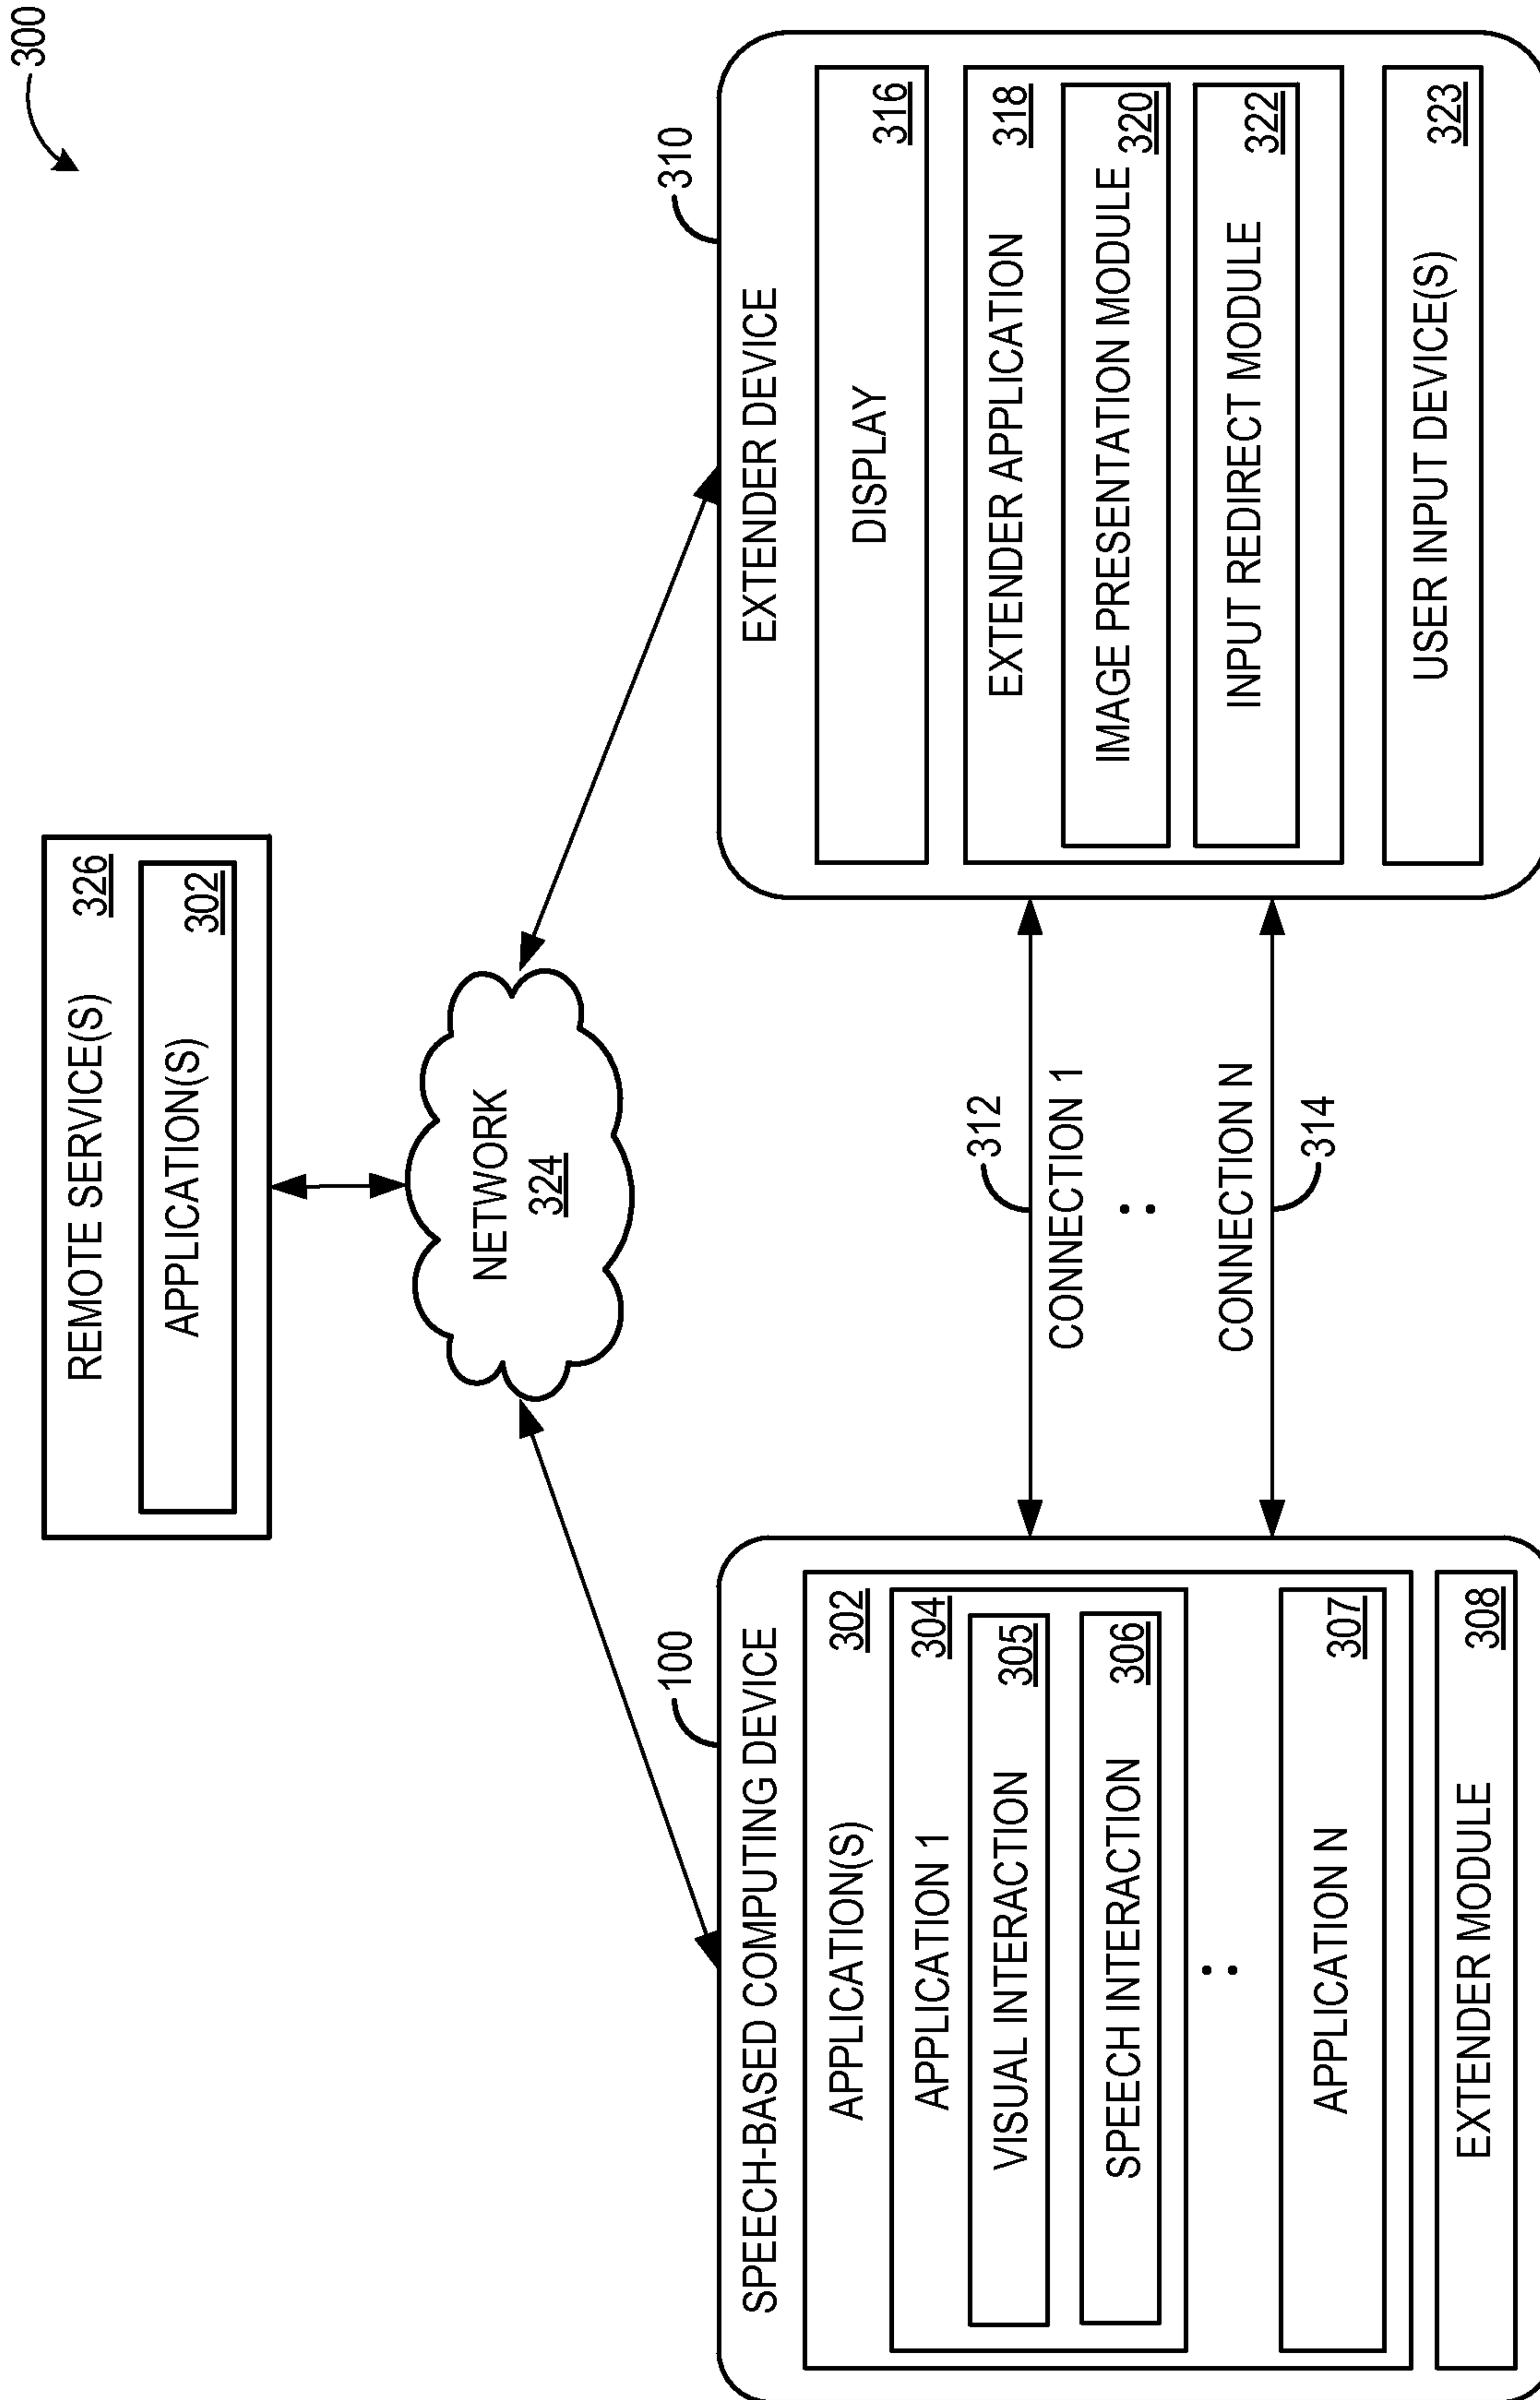 300
REMOTE SERVICE(S) 326
APPLICATION(S) 302
NETWORK
324
100
SPEECH-BASED COMPUTING DEVICE
APPLICATION(S) 302
APPLICATION 1 304
VISUAL INTERACTION 305
SPEECH INTERACTION 306
APPLICATION N 307
EXTENDER MODULE 308
312
CONNECTION 1
CONNECTION N
314
310
EXTENDER DEVICE
DISPLAY 316
EXTENDER APPLICATION 318
IMAGE PRESENTATION MODULE 320
INPUT REDIRECT MODULE 322
USER INPUT DEVICE(S) 323